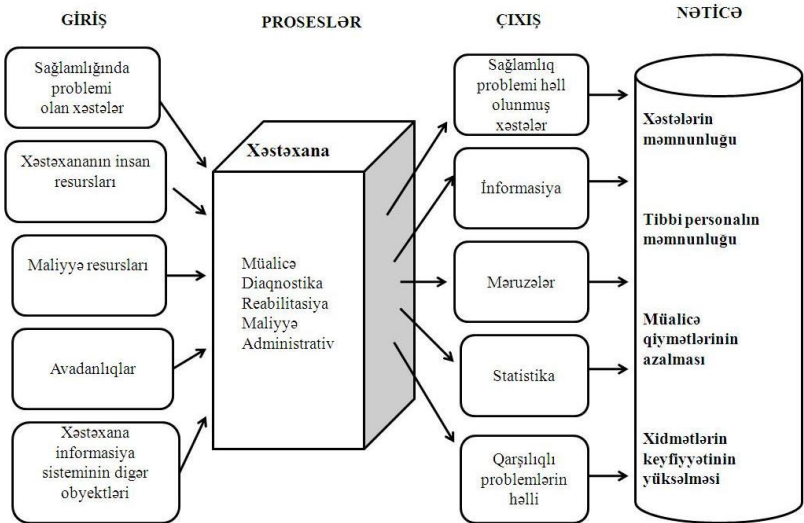 GİRİŞ
PROSESLƏR
ÇIXIŞ
NƏTİCƏ
Sağlamlığında
problemi
olan xəstələr
Xəstəxananın insan
resursları
Maliyyə resursları
Avadanlıqlar
Xəstəxana
informasiya
sisteminin digər
obyektləri
Xəstəxana
Müalicə
Diaqnostika
Reabilitasiya
Maliyyə
Administrativ
Sağlamlıq
problemi həll
olunmuş
xəstələr
İnformasiya
Məruzələr
Statistika
Qarşılıqlı
problemlərin
həlli
Xəstələrin
məmnunluğu
Tibbi personalın
məmnunluğu
Müalicə
qiymətlərinin
azalması
Xidmətlərin
keyfiyyətinin
yüksəlməsi